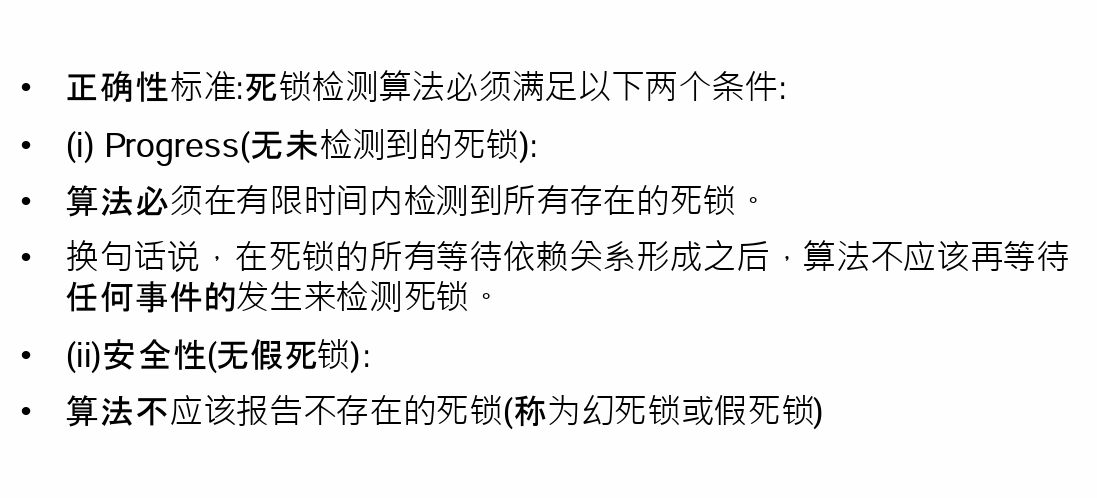 • 正确性标准:死锁检测算法必须满足以下两个条件:
• (i) Progress(无未检测到的死锁):
• 算法必须在有限时间内检测到所有存在的死锁。
• 换句话说，在死锁的所有等待依赖关系形成之后，算法不应该再等待
任何事件的发生来检测死锁。
• (ii)安全性(无假死锁):
• 算法不应该报告不存在的死锁(称为幻死锁或假死锁)